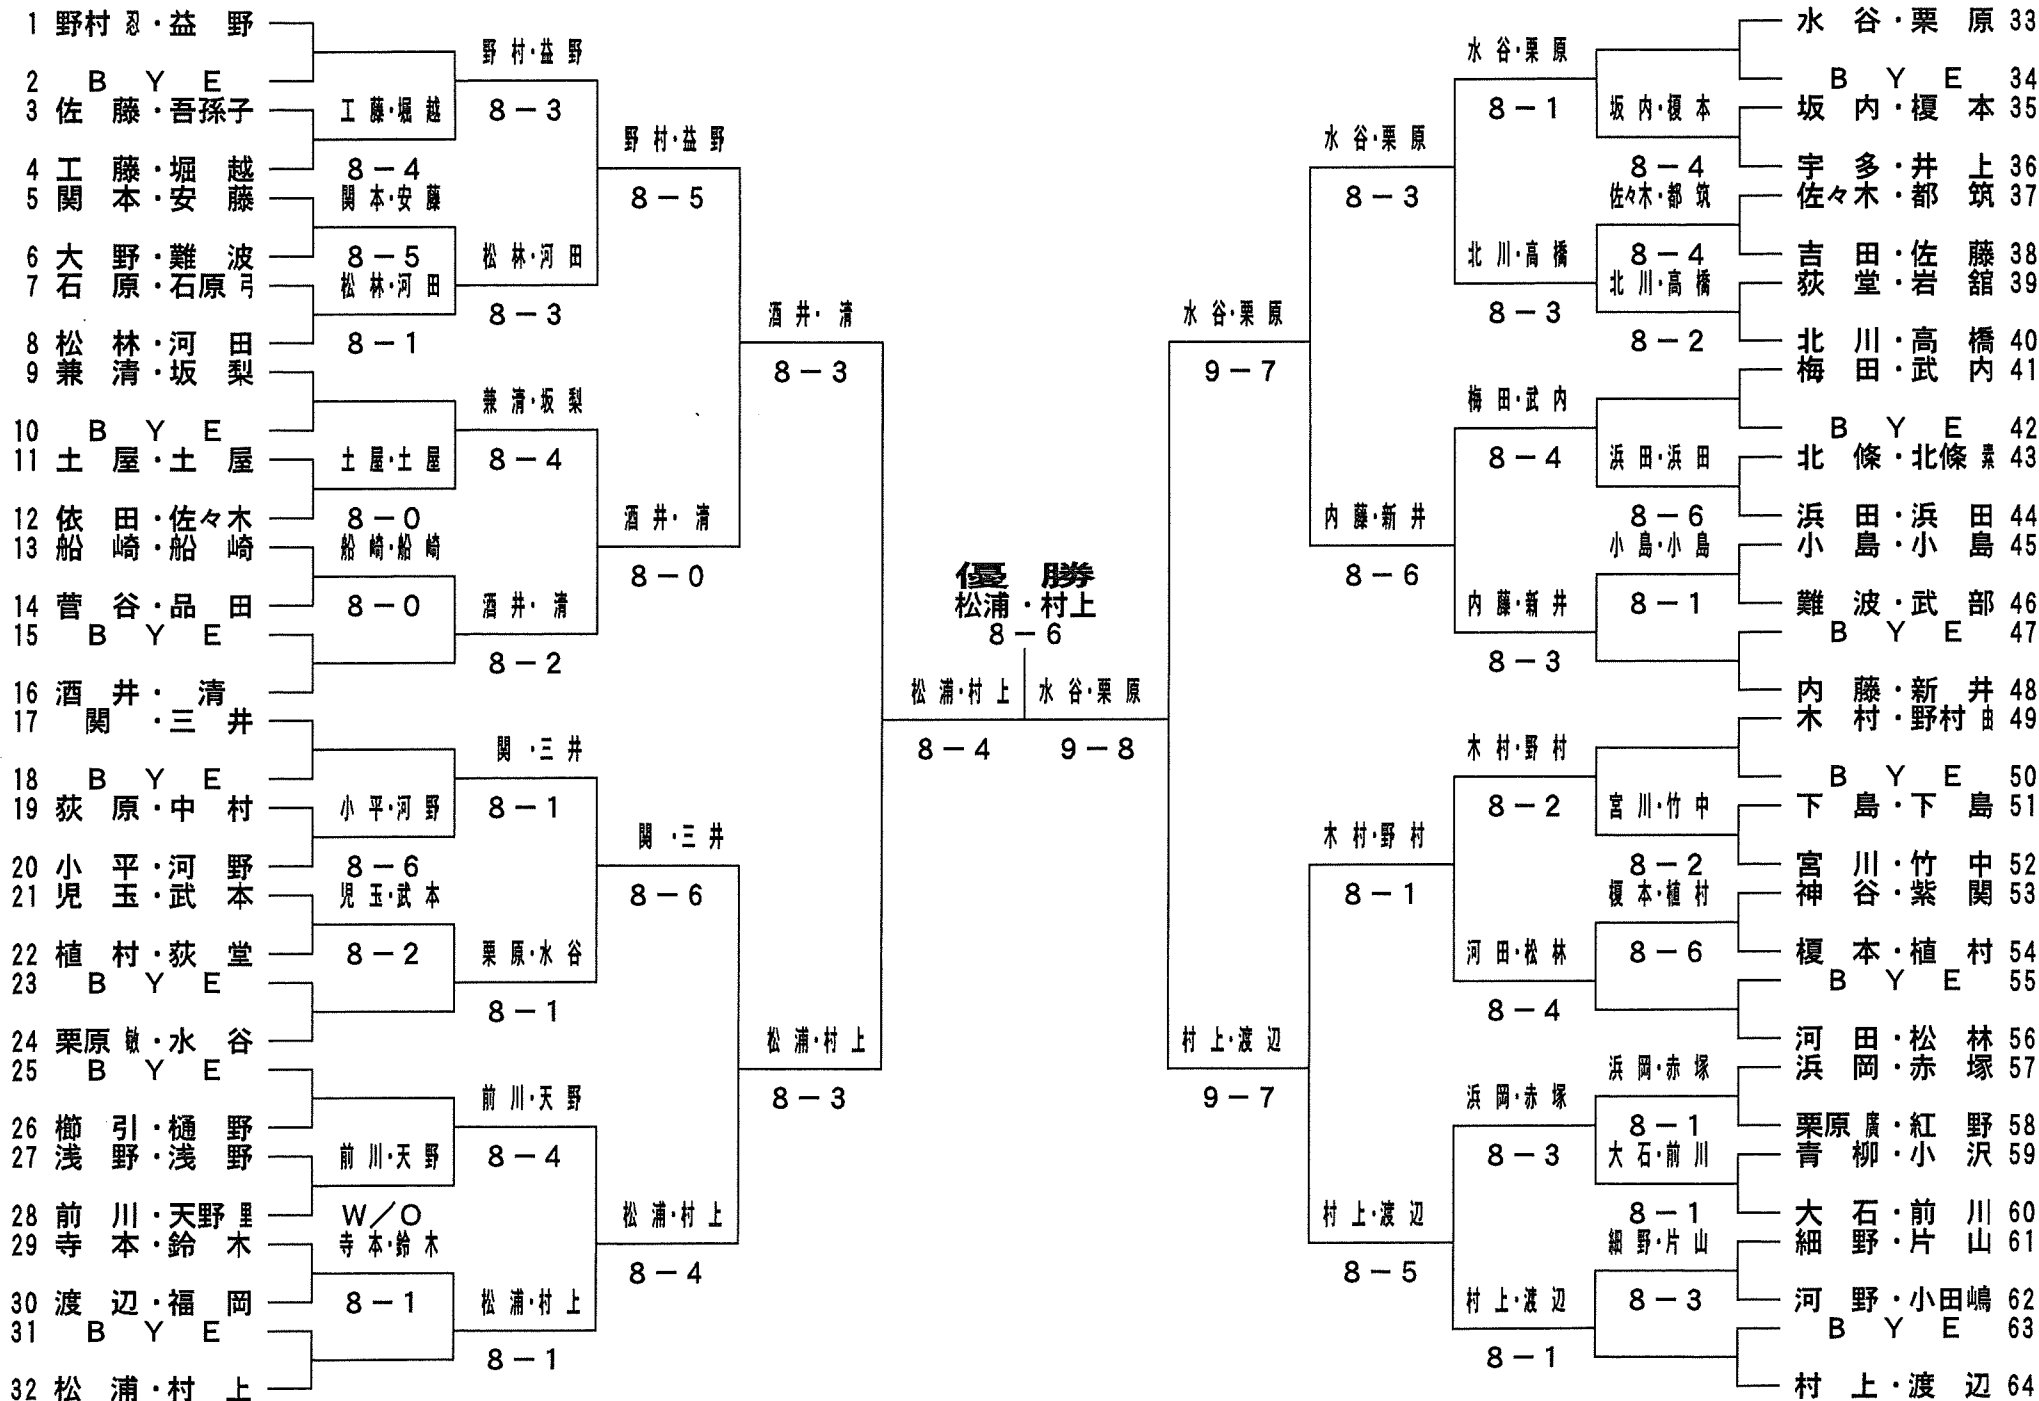 1 野村 忍・益 野
2 B Y E
3 佐 藤・吾孫子
4 工 藤・堀 越
5 関 本・安 藤
6 大 野・難 波
7 石 原・石原 弓
8 松 林・河 田
9 兼 清・坂 梨
10 B Y E
11 土 屋・土 屋
12 依 田・佐々木
13 船 崎・船 崎
14 菅 谷・品 田
15 B Y E
16 酒 井・ 清
17 関 ・三 井
18 B Y E
19 荻 原・中 村
20 小 平・河 野
21 児 玉・武 本
22 植 村・荻 堂
23 B Y E
24 栗原 敏・水 谷
25 B Y E
26 櫛 引・樋 野
27 浅 野・浅 野
28 前 川・天野 里
29 寺 本・鈴 木
30 渡 辺・福 岡
31 B Y E
32 松 浦・村 上
工 藤・堀 越
8-4
関 本・安 藤
8-5
松 林・河 田
8-1
土 屋・土 屋
8-0
船 崎・船 崎
8-0
小 平・河 野
8-6
児 玉・武 本
8-2
前 川・天 野
W/O
寺 本・鈴 木
8-1
野 村・益 野
8-3
松 林・河 田
8-3
兼 清・坂 梨
8-4
酒 井・ 清
8-2
関 ・三 井
8-1
栗 原・水 谷
8-1
前 川・天 野
8-4
松 浦・村 上
8-1
野 村・益 野
8-5
酒 井・ 清
8-0
関 ・三 井
8-6
松 浦・村 上
8-4
酒 井・ 清
8-3
松 浦・村 上
8-3
優 勝
松浦・村上
8-6
松 浦・村 上
8-4
水 谷・栗 原
9-8
水 谷・栗 原
9-7
村 上・渡 辺
9-7
水 谷・栗 原
8-3
内 藤・新 井
8-6
木 村・野 村
8-1
村 上・渡 辺
8-5
水 谷・栗 原
8-1
北 川・高 橋
8-3
梅 田・武 内
8-4
内 藤・新 井
8-3
木 村・野 村
8-2
河 田・松 林
8-4
浜 岡・赤 塚
8-3
村 上・渡 辺
8-1
坂 内・榎 本
8-4
佐々木・都 筑
8-4
北 川・高 橋
8-2
浜 田・浜 田
8-6
小 島・小 島
8-1
宮 川・竹 中
8-2
榎 本・植 村
8-6
浜 岡・赤 塚
8-1
大 石・前 川
8-1
細 野・片 山
8-3
水 谷・栗 原 33
B Y E 34
坂 内・榎 本 35
宇 多・井 上 36
佐々木・都 筑 37
吉 田・佐 藤 38
荻 堂・岩 舘 39
北 川・高 橋 40
梅 田・武 内 41
B Y E 42
北 條・北條 素 43
浜 田・浜 田 44
小 島・小 島 45
難 波・武 部 46
B Y E 47
内 藤・新 井 48
木 村・野村 由 49
B Y E 50
下 島・下 島 51
宮 川・竹 中 52
神 谷・紫 関 53
榎 本・植 村 54
B Y E 55
河 田・松 林 56
浜 岡・赤 塚 57
栗原 廣・紅 野 58
青 柳・小 沢 59
大 石・前 川 60
細 野・片 山 61
河 野・小田嶋 62
B Y E 63
村 上・渡 辺 64